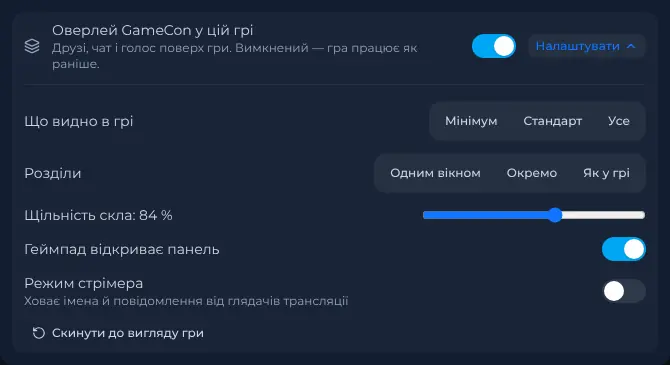 Оверлей GameCon у цій грі
Друзі, чат і голос поверх гри. Вимкнений — гра працює як
раніше.
Налаштувати
Що видно в грі
Мінімум
Стандарт
Усе
Розділи
Одним вікном
Окремо
Як у грі
Щільність скла: 84 %
Геймпад відкриває панель
Режим стрімера
Ховає імена й повідомлення від глядачів трансляції
Скинути до вигляду гри